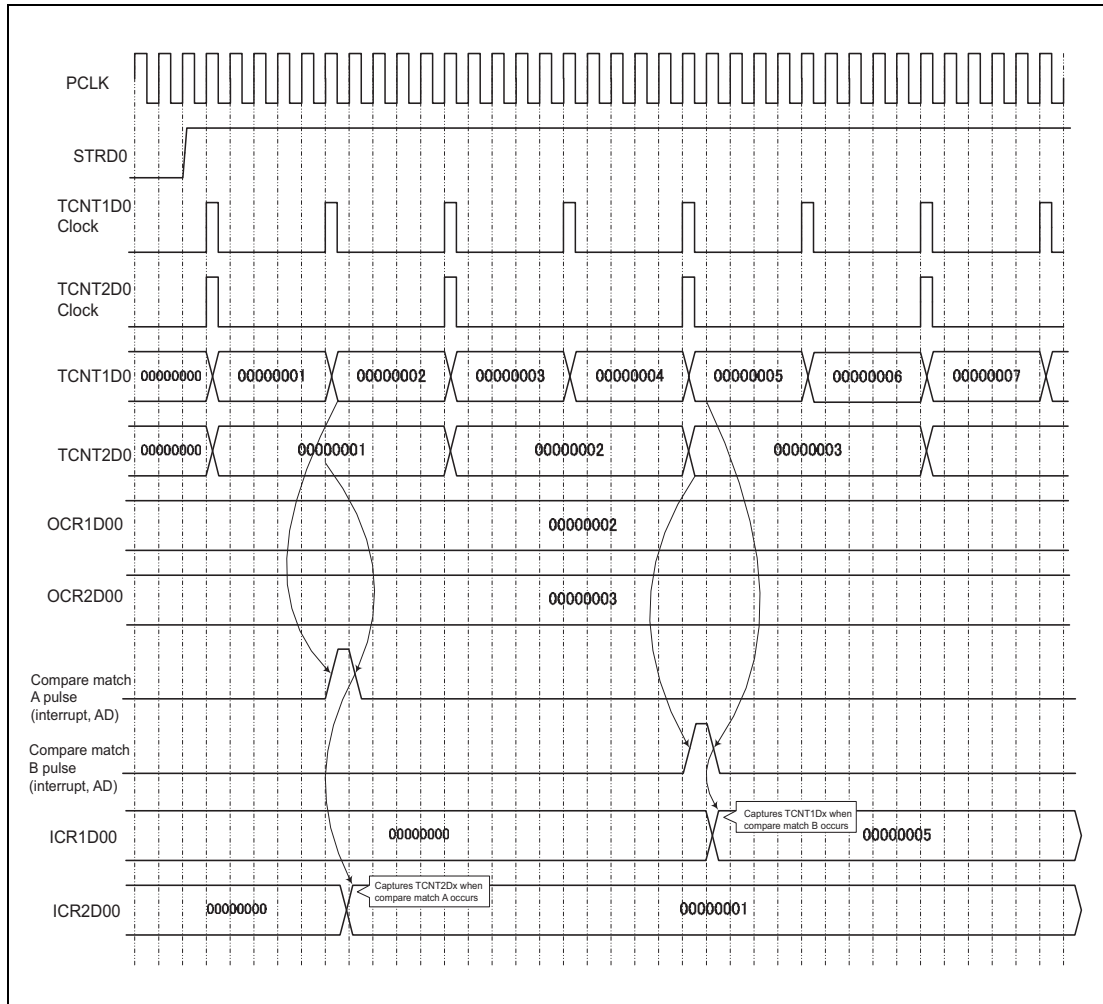 PCLK
STRD0
TCNT1D0
Clock
TCNT2D0
Clock
TCNT1D0
00000000
00000001
00000002
00000003
00000004
00000005
00000006
00000007
TCNT2D0
00000000
00000001
00000002
00000003
OCR1D00
00000002
OCR2D00
00000003
Compare match
A pulse
(interrupt, AD)
Compare match
B pulse
(interrupt, AD)
ICR1D00
00000000
Captures TCNT1Dx when
compare match B occurs
00000005
ICR2D00
00000000
Captures TCNT2Dx when
compare match A occurs
00000001